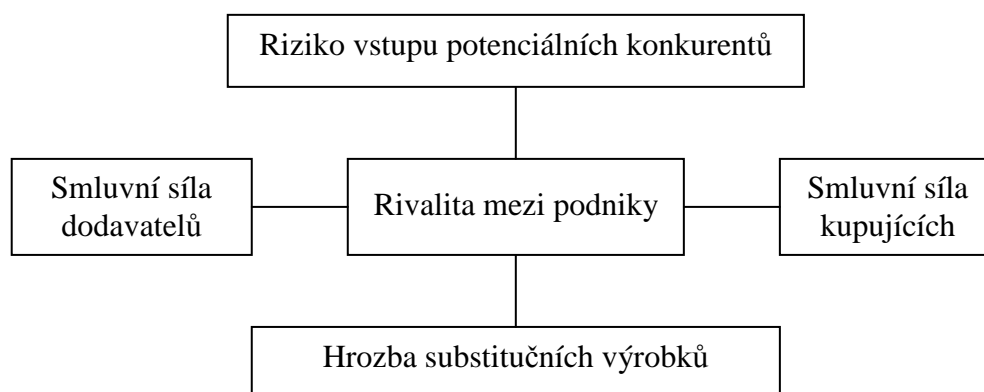 Riziko vstupu potenciálních konkurentů
Smluvní síla
dodavatelů
Rivalita mezi podniky
Smluvní síla
kupujících
Hrozba substitučních výrobků